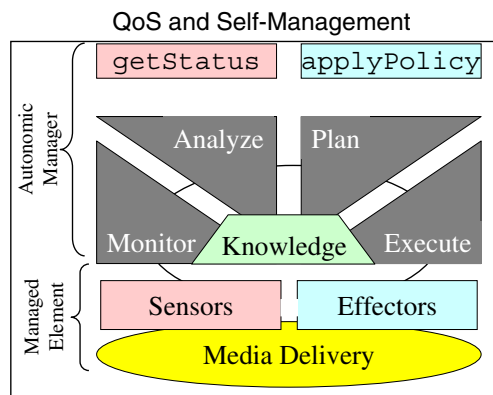 QoS and Self-Management
getStatus
applyPolicy
Autonomic
Manager
Analyze
Plan
Monitor
Knowledge
Execute
Managed
Element
Sensors
Effectors
Media Delivery